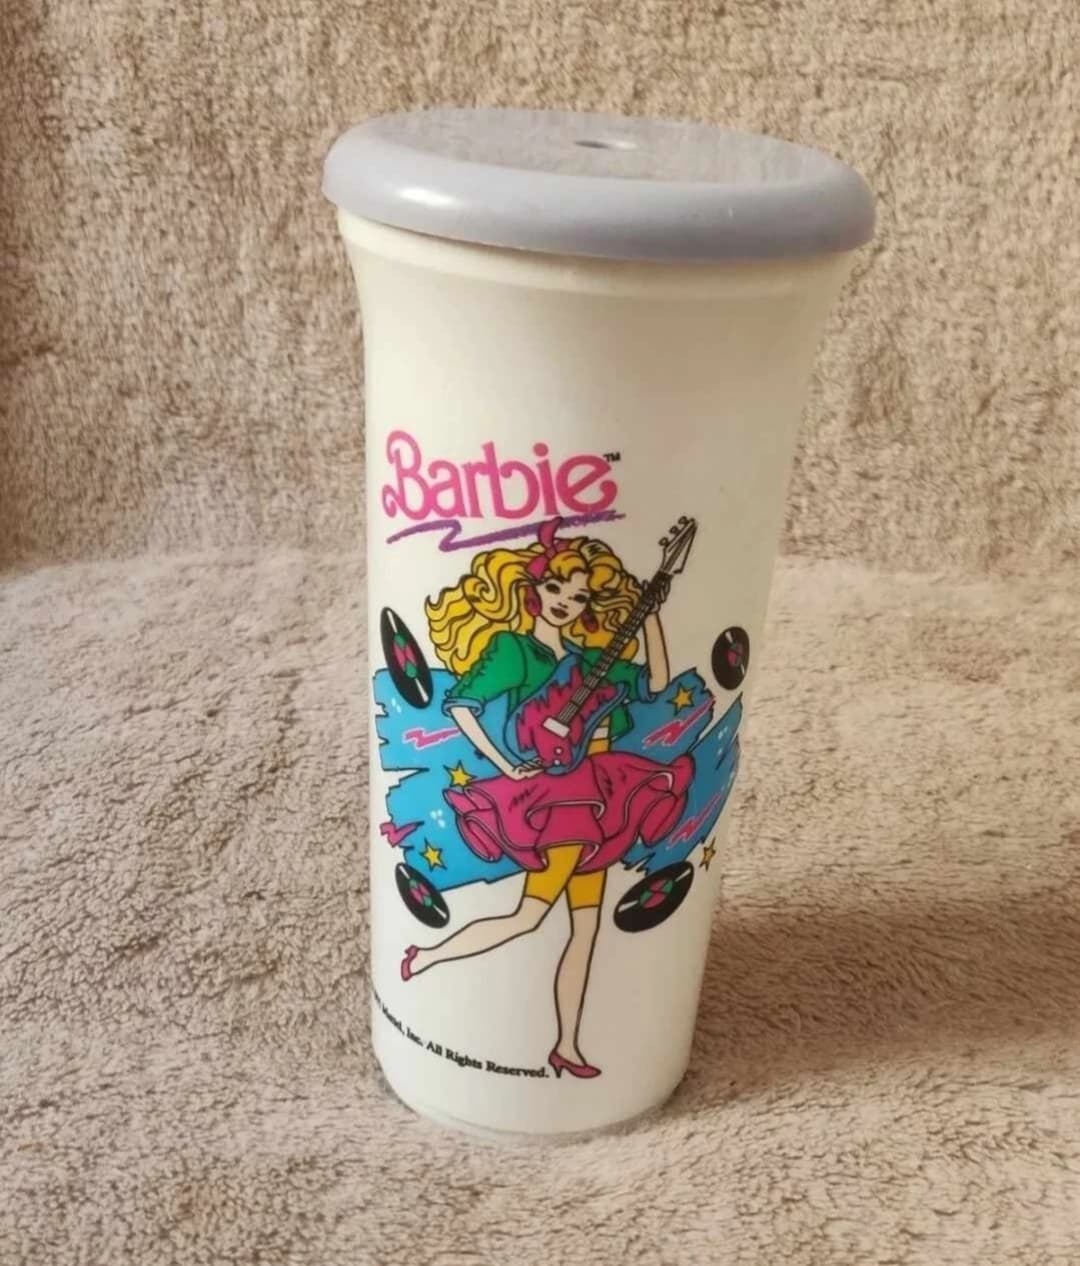 Barbie™
Mattel, Inc. All Rights Reserved.